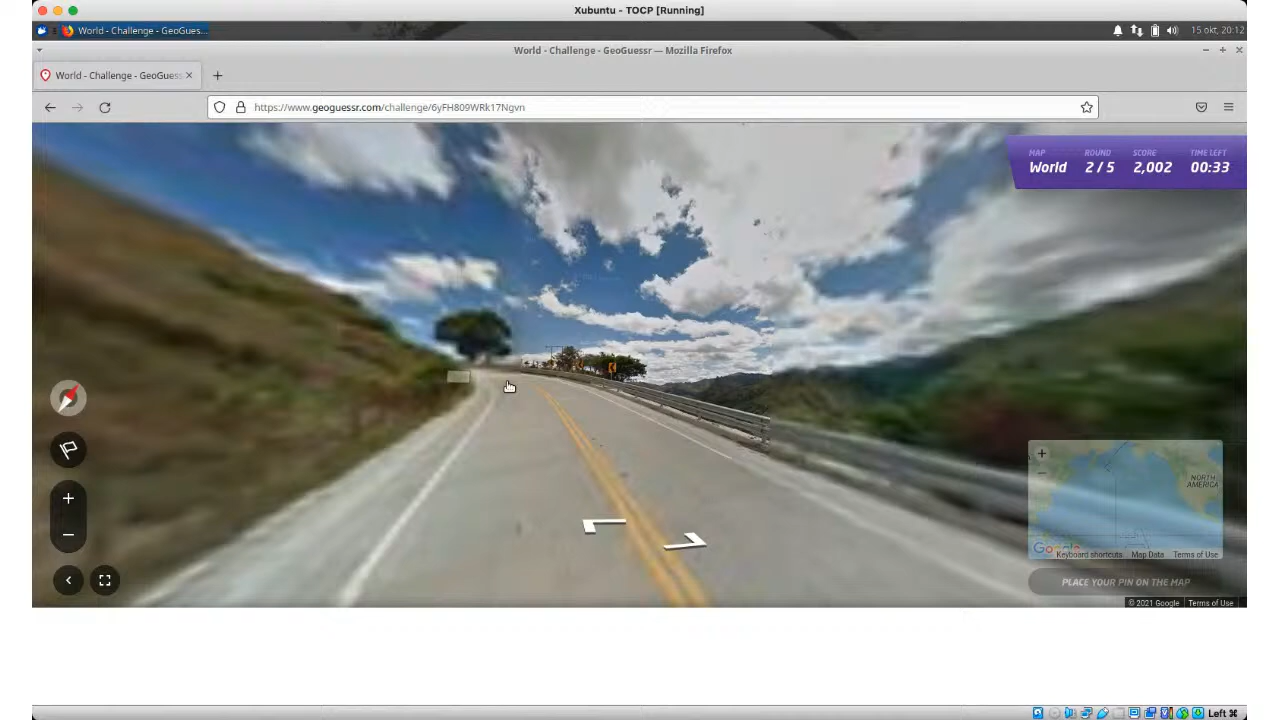 Xubuntu - TOCP [Running]
World - Challenge - GeoGues...
15 okt, 20:12
World - Challenge - GeoGuessr — Mozilla Firefox
World - Challenge - GeoGuess
https://www.geoguessr.com/challenge/6yFH809WRk17Ngvn
MAP ROUND SCORE TIME LEFT
World 2 / 5 2,002 00:33
NORTH
AMERICA
Google
Keyboard shortcuts Map Data Terms of Use
PLACE YOUR PIN ON THE MAP
© 2021 Google Terms of Use
Left ⌘